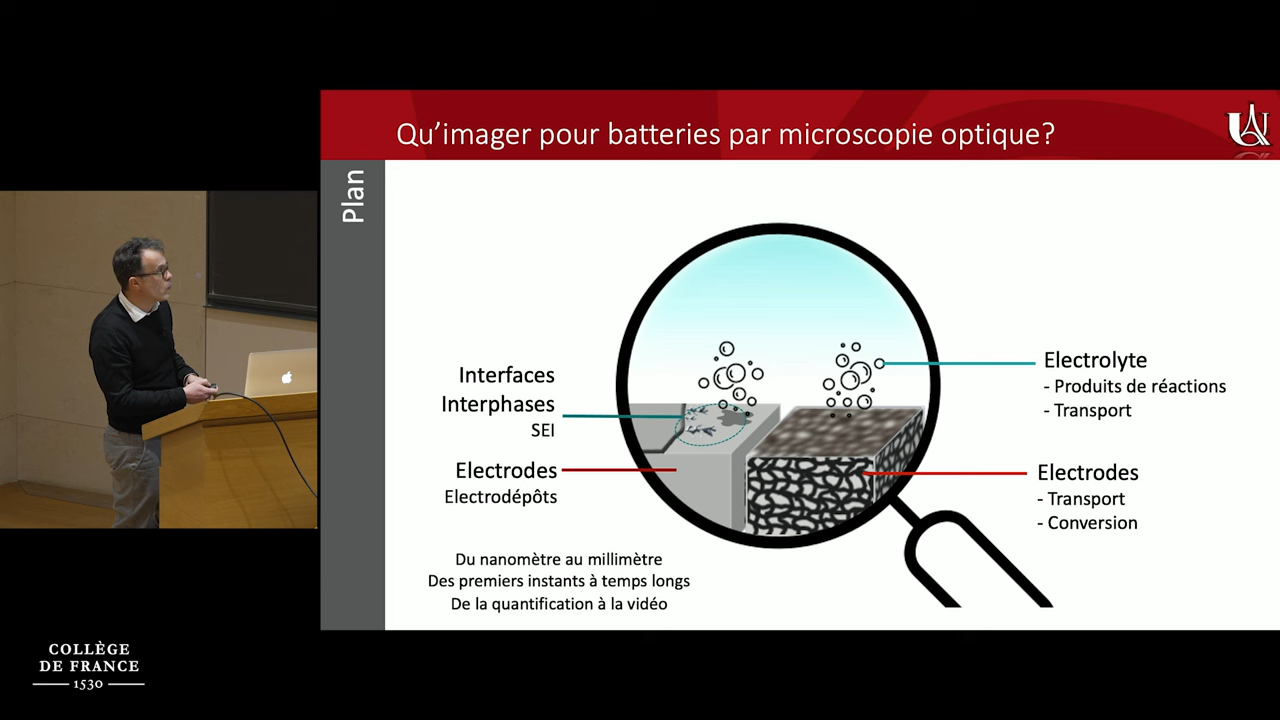 Qu’imager pour batteries par microscopie optique?
UA
Plan
Interfaces
Interphases
SEI
Electrodes
Electrodépôts
Electrolyte
- Produits de réactions
- Transport
Electrodes
- Transport
- Conversion
Du nanomètre au millimètre
Des premiers instants à temps longs
De la quantification à la vidéo
COLLÈGE
DE FRANCE
1530